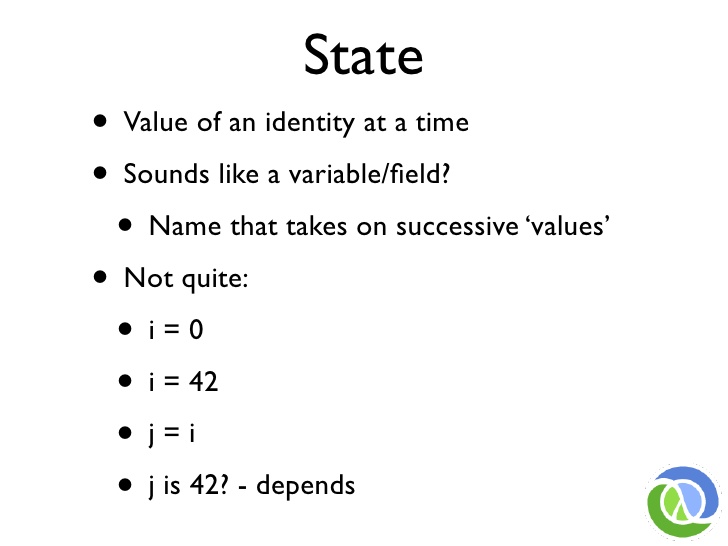 State
• Value of an identity at a time
• Sounds like a variable/field?
• Name that takes on successive ‘values’
• Not quite:
• i = 0
• i = 42
• j = i
• j is 42? - depends